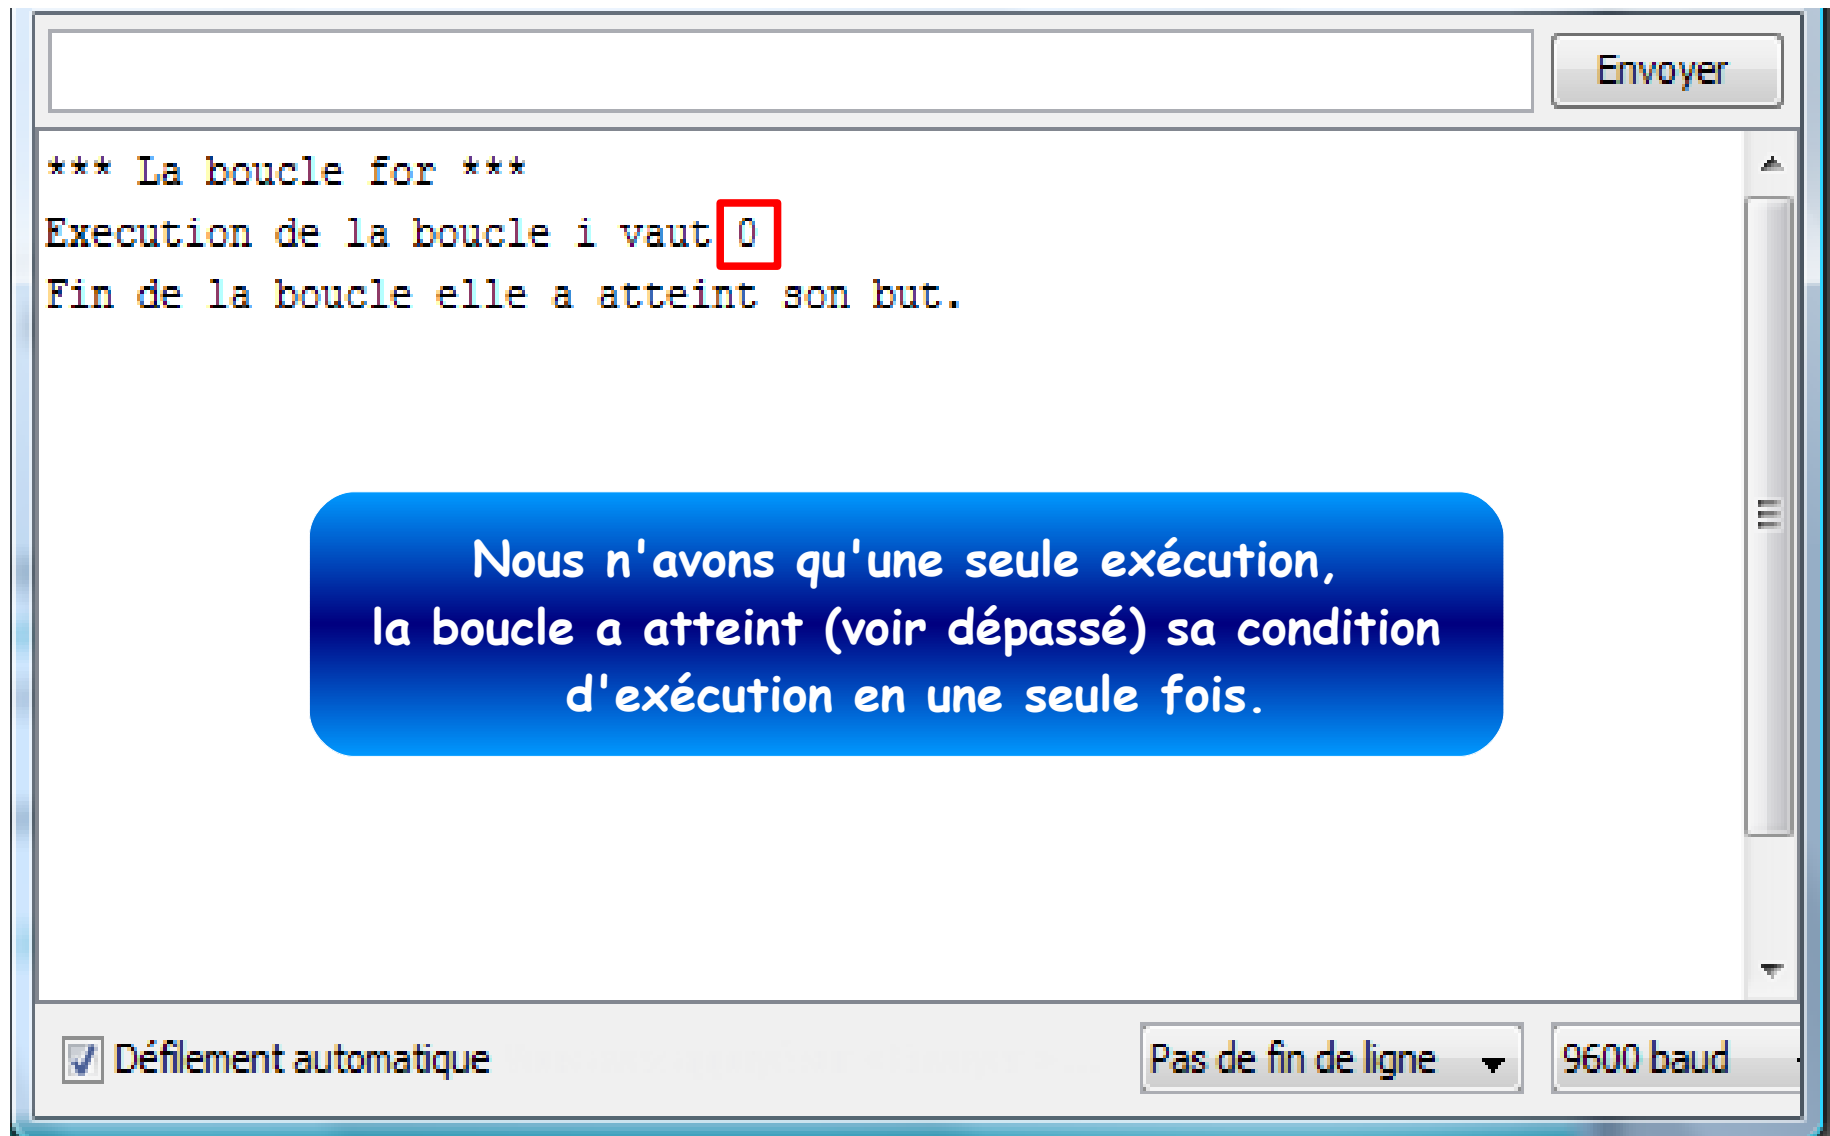 Envoyer
*** La boucle for ***
Execution de la boucle i vaut 0
Fin de la boucle elle a atteint son but.
Nous n'avons qu'une seule exécution,
la boucle a atteint (voir dépassé) sa condition
d'exécution en une seule fois.
Défilement automatique
Pas de fin de ligne
9600 baud